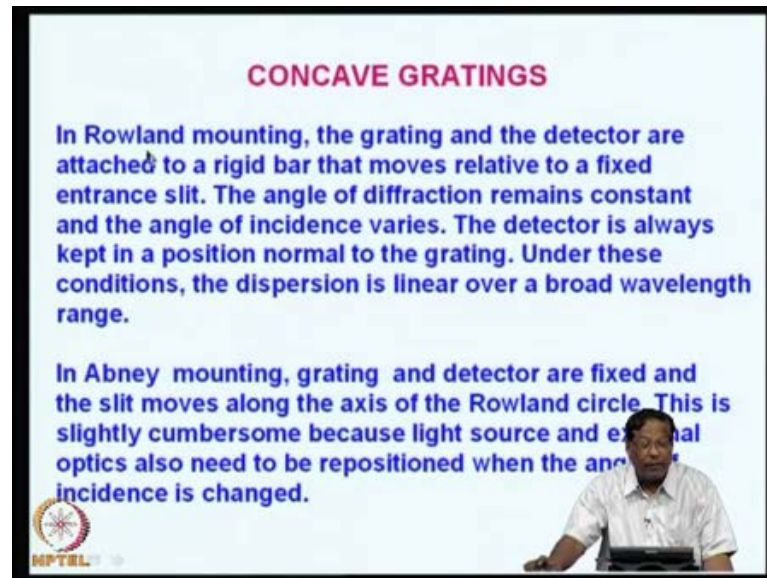 CONCAVE GRATINGS
In Rowland mounting, the grating and the detector are
attached to a rigid bar that moves relative to a fixed
entrance slit. The angle of diffraction remains constant
and the angle of incidence varies. The detector is always
kept in a position normal to the grating. Under these
conditions, the dispersion is linear over a broad wavelength
range.
In Abney mounting, grating and detector are fixed and
the slit moves along the axis of the Rowland circle. This is
slightly cumbersome because light source and
optics also need to be repositioned when the
incidence is changed.
NPTEL